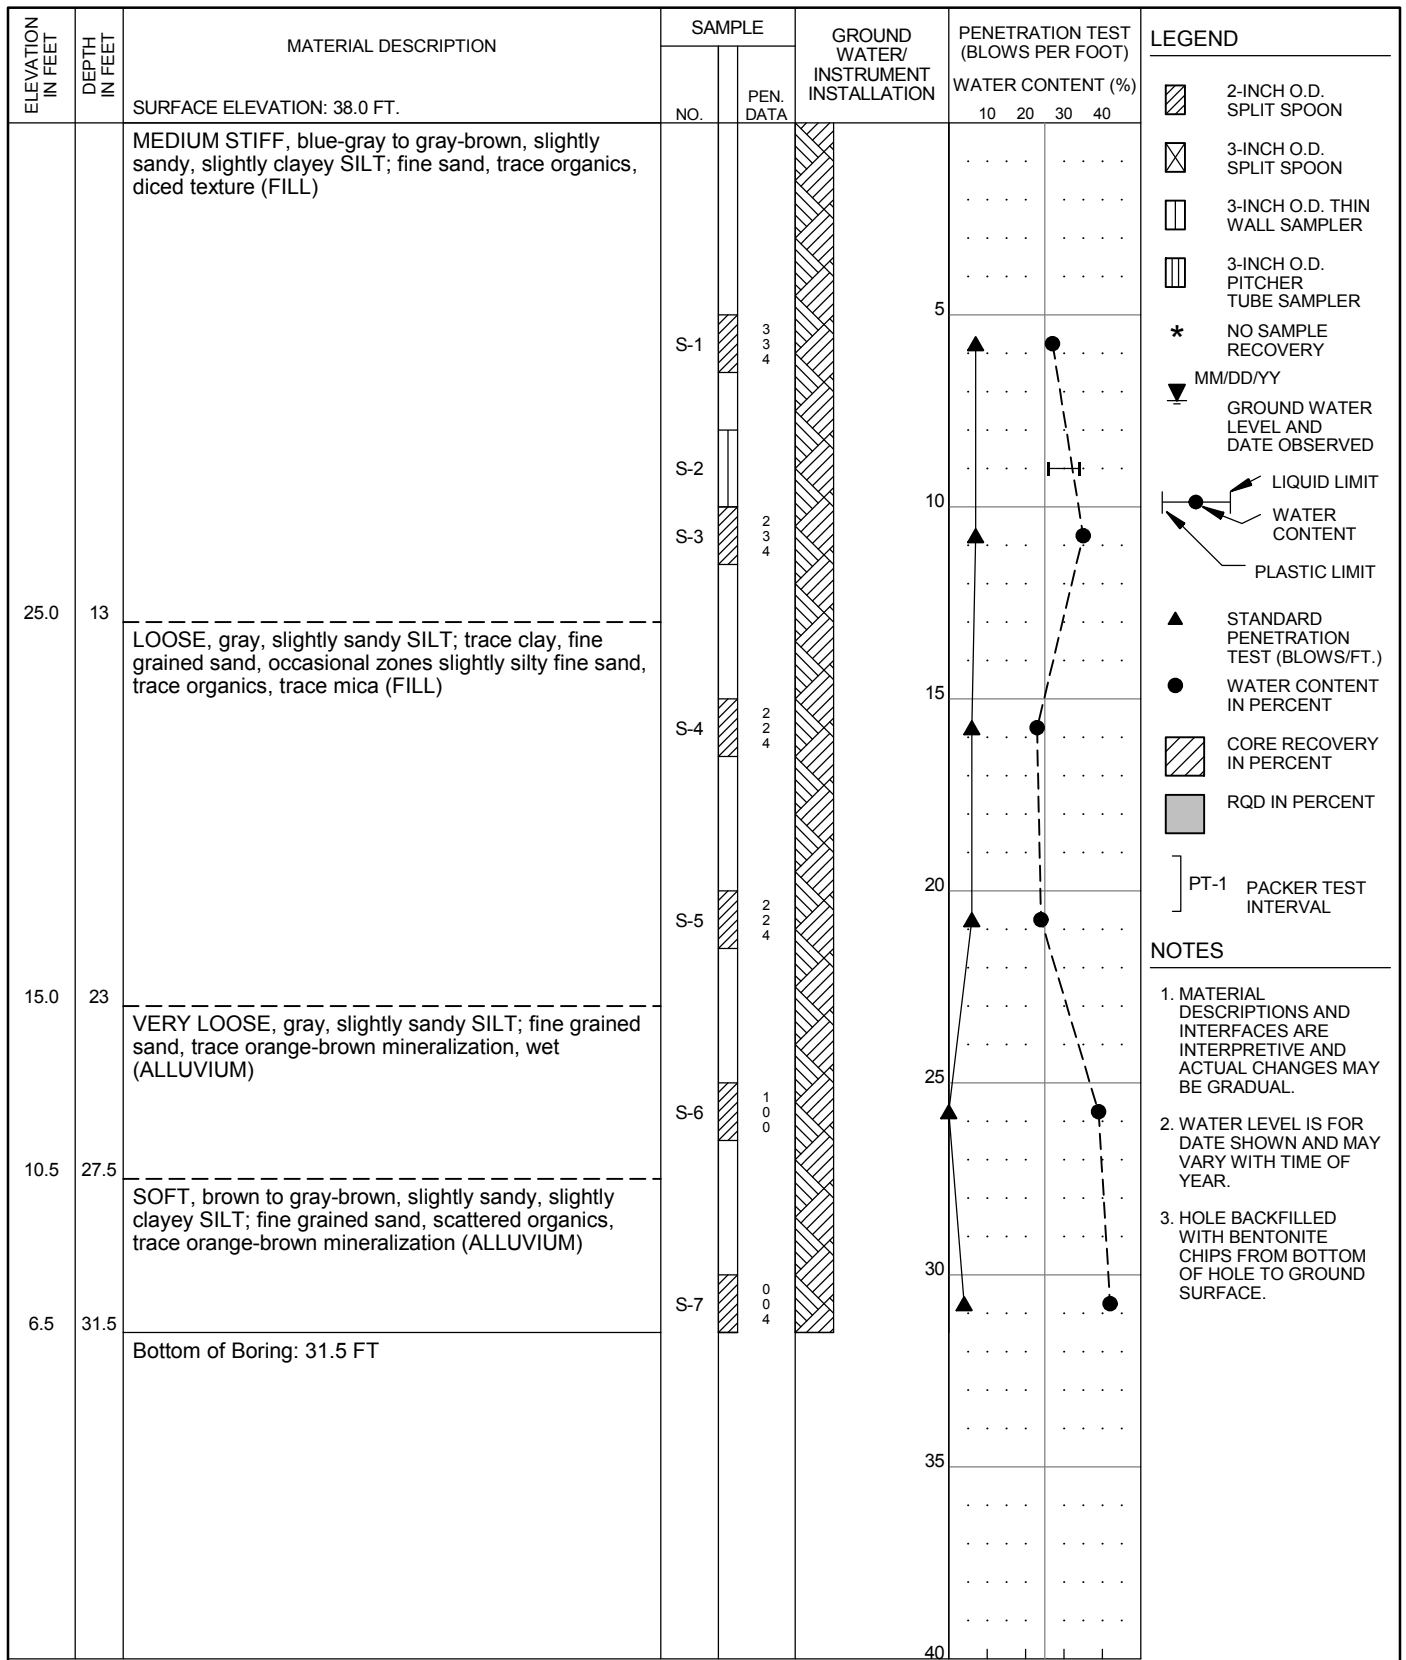 ELEVATION
IN FEET
DEPTH
IN FEET
MATERIAL DESCRIPTION
SURFACE ELEVATION: 38.0 FT.
SAMPLE
NO.
PEN.
DATA
GROUND
WATER/
INSTRUMENT
INSTALLATION
PENETRATION TEST
(BLOWS PER FOOT)
WATER CONTENT (%)
10 20 30 40
MEDIUM STIFF, blue-gray to gray-brown, slightly
sandy, slightly clayey SILT; fine sand, trace organics,
diced texture (FILL)
5
S-1
3
3
4
S-2
10
S-3
2
3
4
25.0 13
LOOSE, gray, slightly sandy SILT; trace clay, fine
grained sand, occasional zones slightly silty fine sand,
trace organics, trace mica (FILL)
15
S-4
2
2
4
20
S-5
2
2
4
15.0 23
VERY LOOSE, gray, slightly sandy SILT; fine grained
sand, trace orange-brown mineralization, wet
(ALLUVIUM)
25
S-6
1
0
0
10.5 27.5
SOFT, brown to gray-brown, slightly sandy, slightly
clayey SILT; fine grained sand, scattered organics,
trace orange-brown mineralization (ALLUVIUM)
30
S-7
0
0
4
6.5 31.5
Bottom of Boring: 31.5 FT
35
40
LEGEND
2-INCH O.D.
SPLIT SPOON
3-INCH O.D.
SPLIT SPOON
3-INCH O.D. THIN
WALL SAMPLER
3-INCH O.D.
PITCHER
TUBE SAMPLER
* NO SAMPLE
RECOVERY
MM/DD/YY
GROUND WATER
LEVEL AND
DATE OBSERVED
LIQUID LIMIT
WATER
CONTENT
PLASTIC LIMIT
STANDARD
PENETRATION
TEST (BLOWS/FT.)
WATER CONTENT
IN PERCENT
CORE RECOVERY
IN PERCENT
RQD IN PERCENT
PT-1 PACKER TEST
INTERVAL
NOTES
1. MATERIAL
DESCRIPTIONS AND
INTERFACES ARE
INTERPRETIVE AND
ACTUAL CHANGES MAY
BE GRADUAL.
2. WATER LEVEL IS FOR
DATE SHOWN AND MAY
VARY WITH TIME OF
YEAR.
3. HOLE BACKFILLED
WITH BENTONITE
CHIPS FROM BOTTOM
OF HOLE TO GROUND
SURFACE.